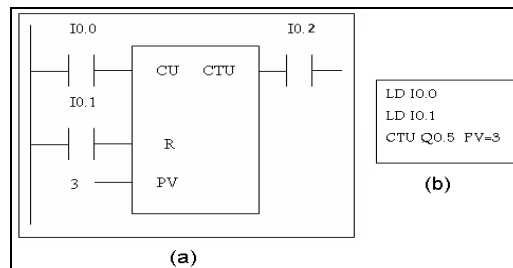 I0.0
I0.2
CU CTU
I0.1
R
3 PV
(a)
LD I0.0
LD I0.1
CTU Q0.5 PV=3
(b)